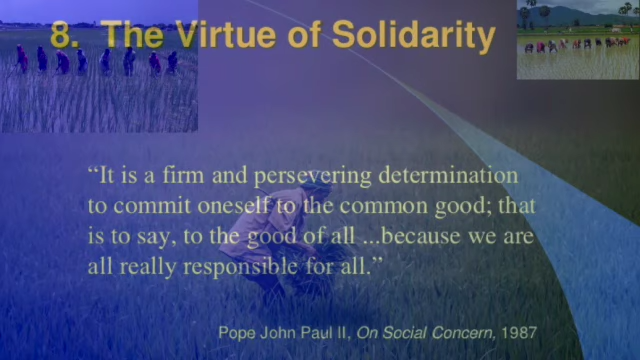 8. The Virtue of Solidarity
“It is a firm and persevering determination
to commit oneself to the common good; that
is to say, to the good of all ...because we are
all really responsible for all.”
Pope John Paul II, On Social Concern, 1987